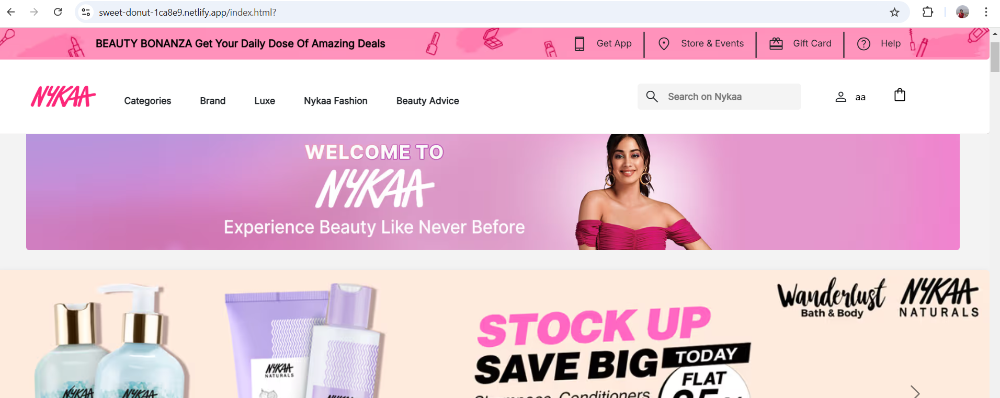 sweet-donut-1ca8e9.netlify.app/index.html?
BEAUTY BONANZA Get Your Daily Dose Of Amazing Deals
Get App
Store & Events
Gift Card
Help
NYKAA
Categories
Brand
Luxe
Nykaa Fashion
Beauty Advice
Search on Nykaa
aa
WELCOME TO
NYKAA
Experience Beauty Like Never Before
Wanderlust
Bath & Body
NYKAA
NATURALS
STOCK UP
SAVE BIG
TODAY
FLAT
Conditioners
NYKAA
NATURALS
NYKAA
NYKAA